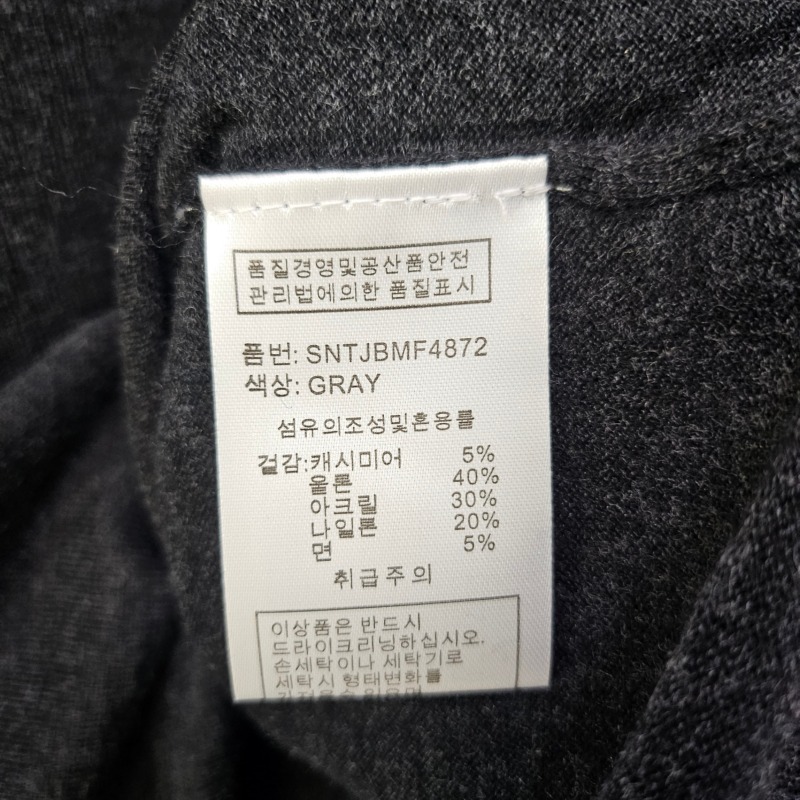 품질경영및공산품안전
관리법에의한 품질표시
품번: SNTJBMF4872
색상: GRAY
섬유의조성및혼용률
겉감:캐시미어 5%
울론 40%
아크릴 30%
나일론 20%
면 5%
취급주의
이상품은 반드시
드라이크리닝하십시오.
손세탁이나 세탁기로
세탁시 형태변화를